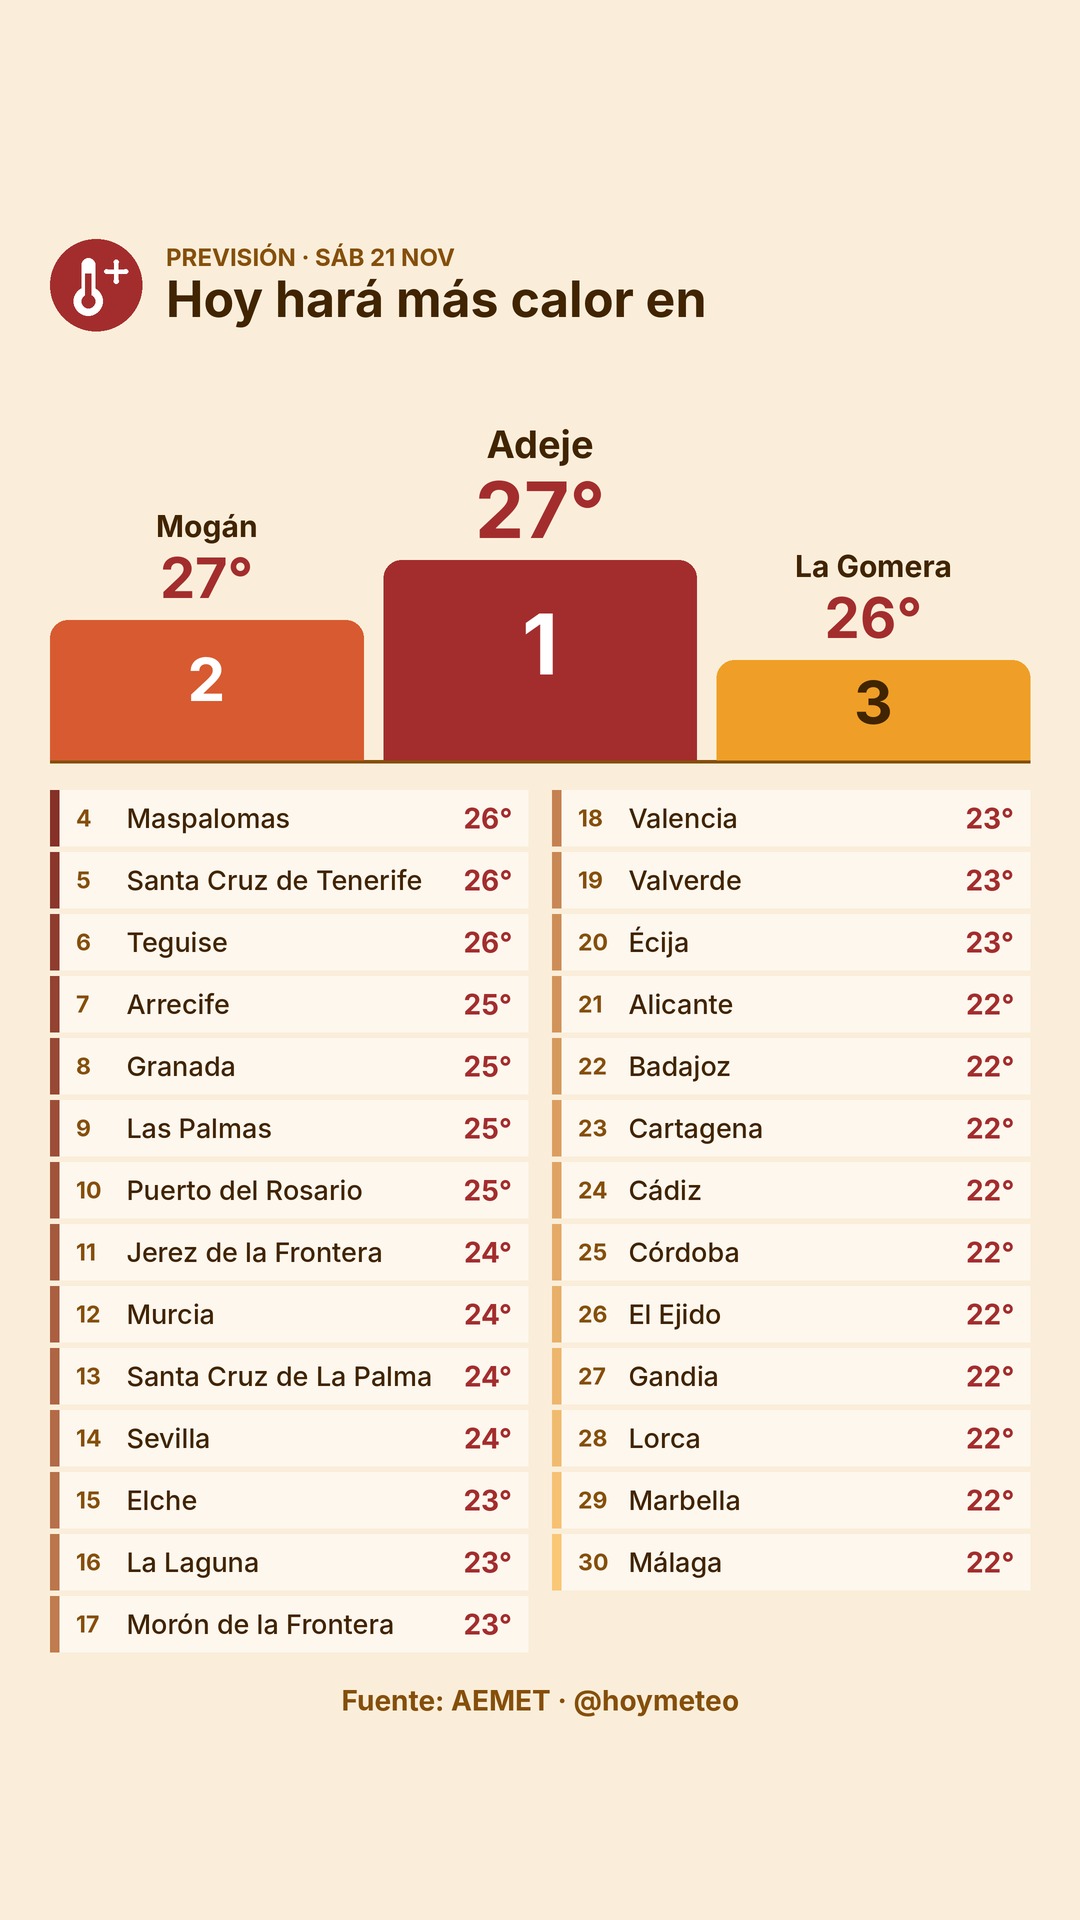 PREVISIÓN · SÁB 21 NOV
Hoy hará más calor en
Adeje
27°
Mogán
27°
La Gomera
26°
1
2
3
4 Maspalomas 26°
5 Santa Cruz de Tenerife 26°
6 Teguise 26°
7 Arrecife 25°
8 Granada 25°
9 Las Palmas 25°
10 Puerto del Rosario 25°
11 Jerez de la Frontera 24°
12 Murcia 24°
13 Santa Cruz de La Palma 24°
14 Sevilla 24°
15 Elche 23°
16 La Laguna 23°
17 Morón de la Frontera 23°
18 Valencia 23°
19 Valverde 23°
20 Écija 23°
21 Alicante 22°
22 Badajoz 22°
23 Cartagena 22°
24 Cádiz 22°
25 Córdoba 22°
26 El Ejido 22°
27 Gandia 22°
28 Lorca 22°
29 Marbella 22°
30 Málaga 22°
Fuente: AEMET · @hoymeteo